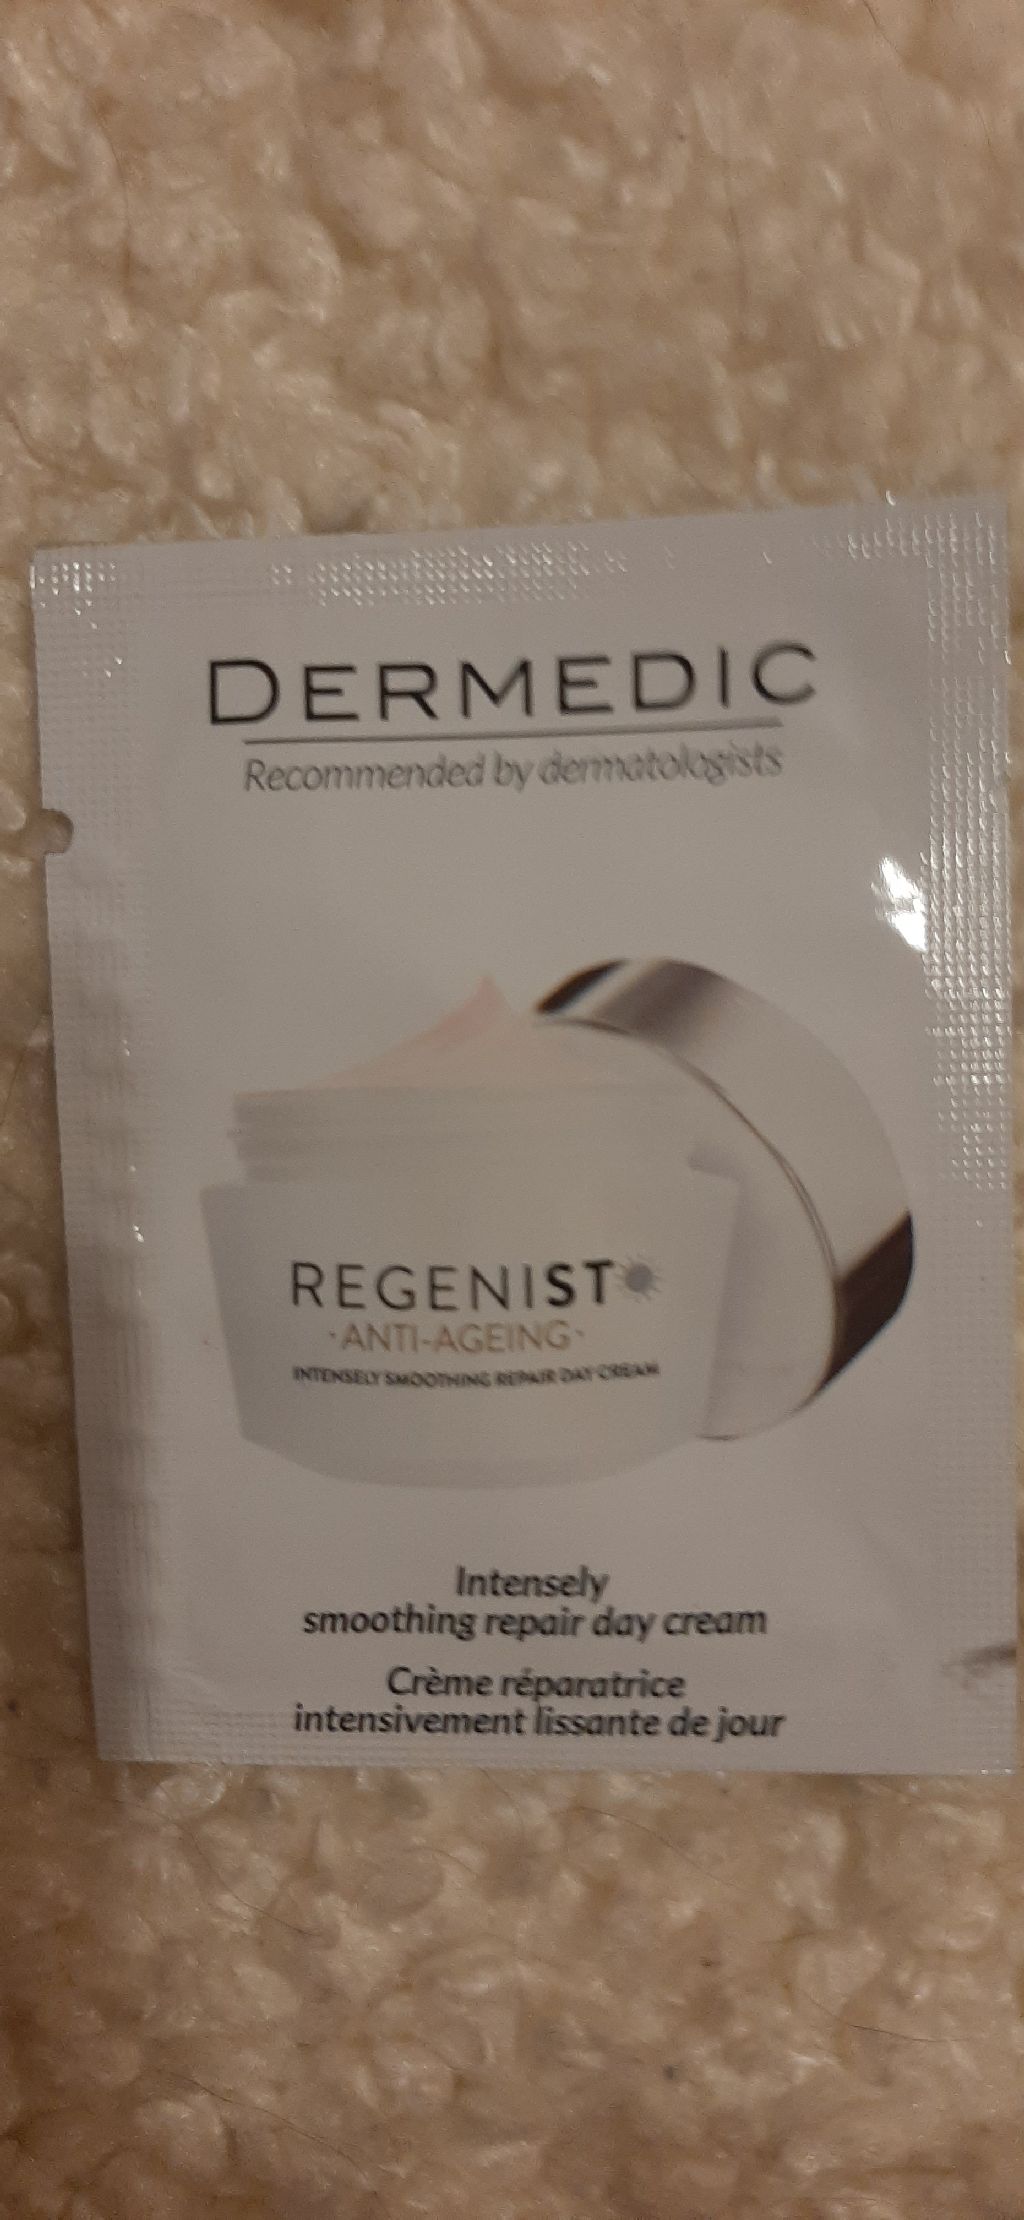 DERMEDIC
Recommended by dermatologists
REGENIST
·ANTI-AGEING·
INTENSELY SMOOTHING REPAIR DAY CREAM
Intensely
smoothing repair day cream
Crème réparatrice
intensivement lissante de jour